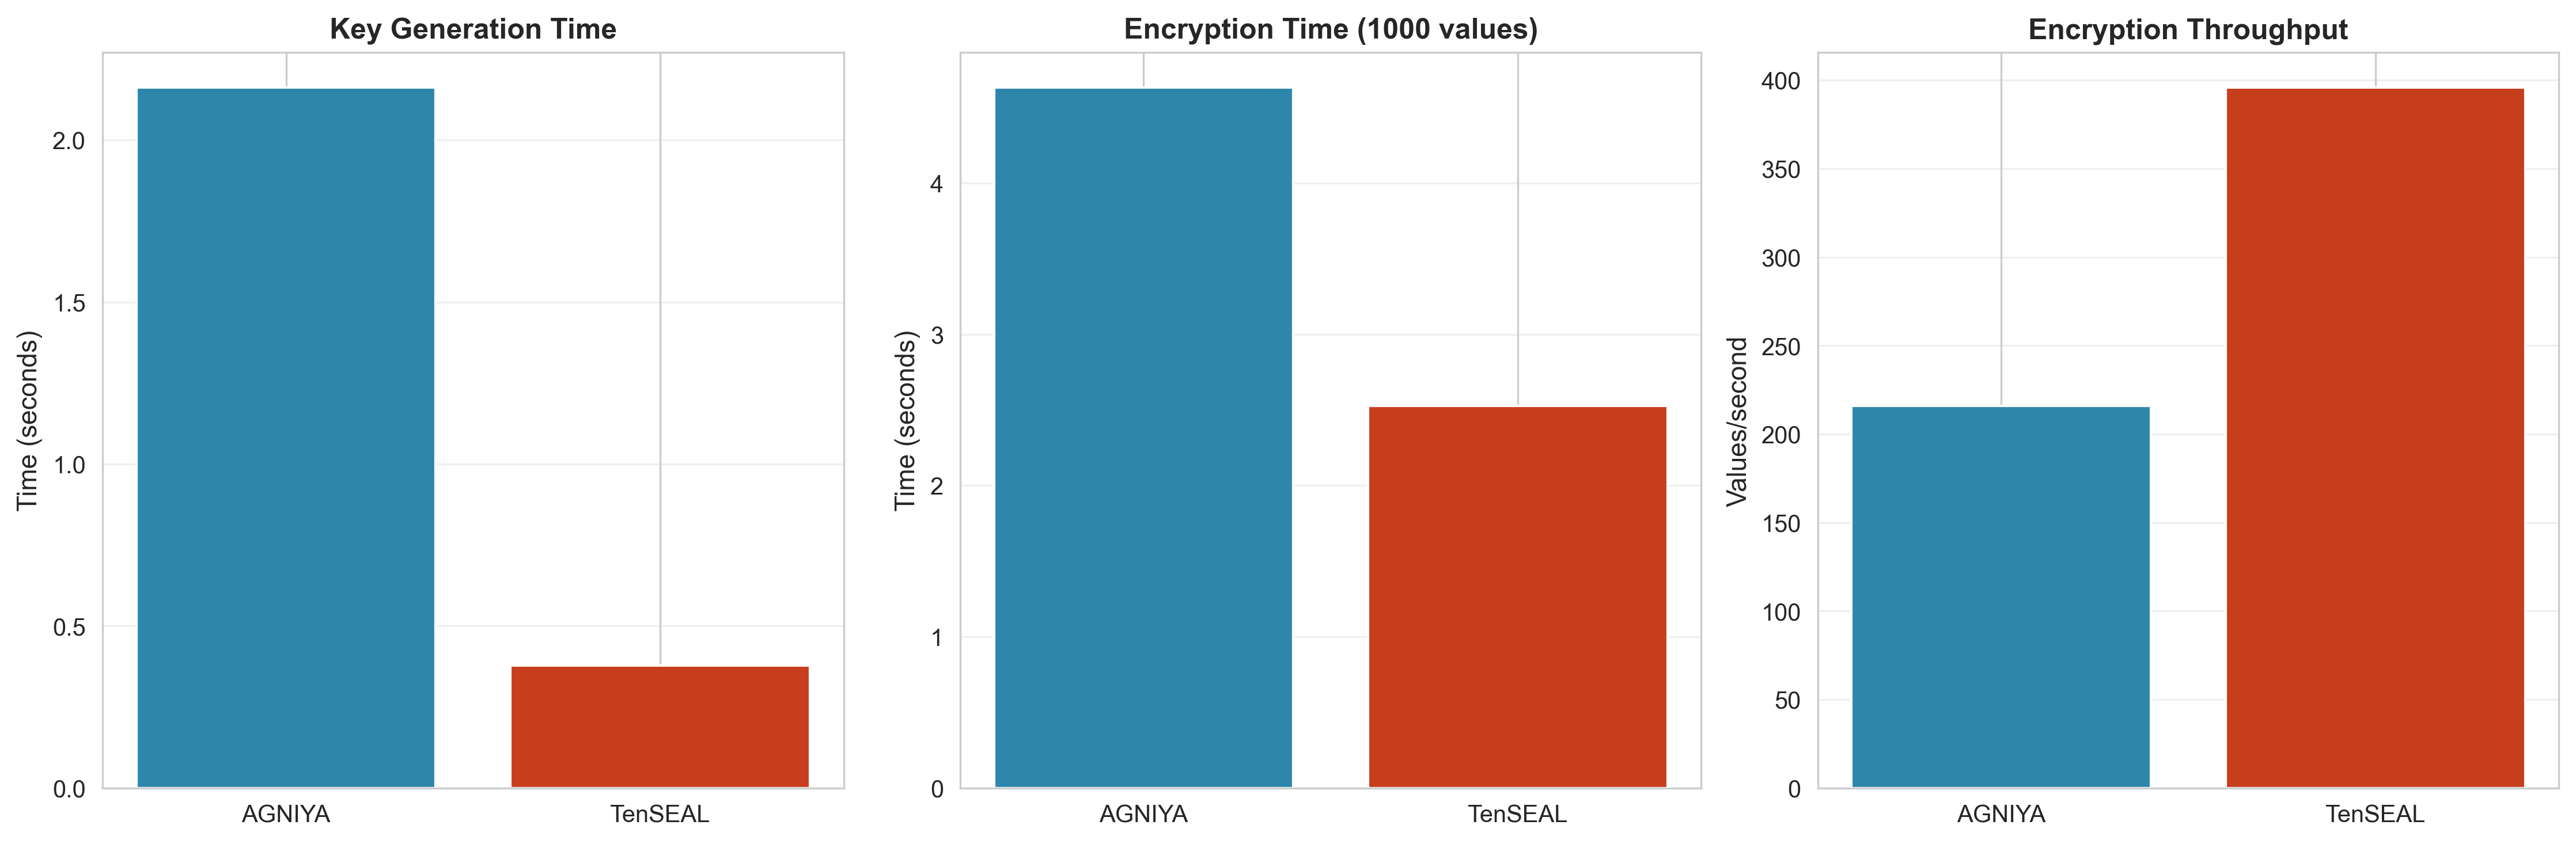 Key Generation Time
Time (seconds)
2.0
1.5
1.0
0.5
0.0
AGNIYA TenSEAL
Encryption Time (1000 values)
Time (seconds)
4
3
2
1
0
AGNIYA TenSEAL
Encryption Throughput
Values/second
400
350
300
250
200
150
100
50
0
AGNIYA TenSEAL